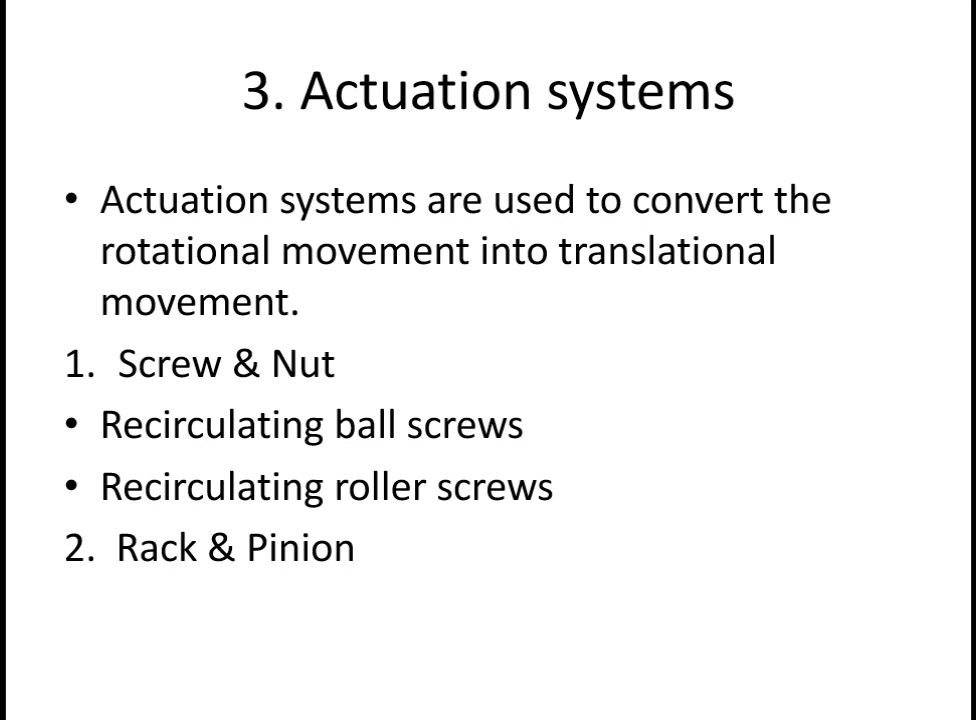 3. Actuation systems
• Actuation systems are used to convert the
rotational movement into translational
movement.
1. Screw & Nut
• Recirculating ball screws
• Recirculating roller screws
2. Rack & Pinion